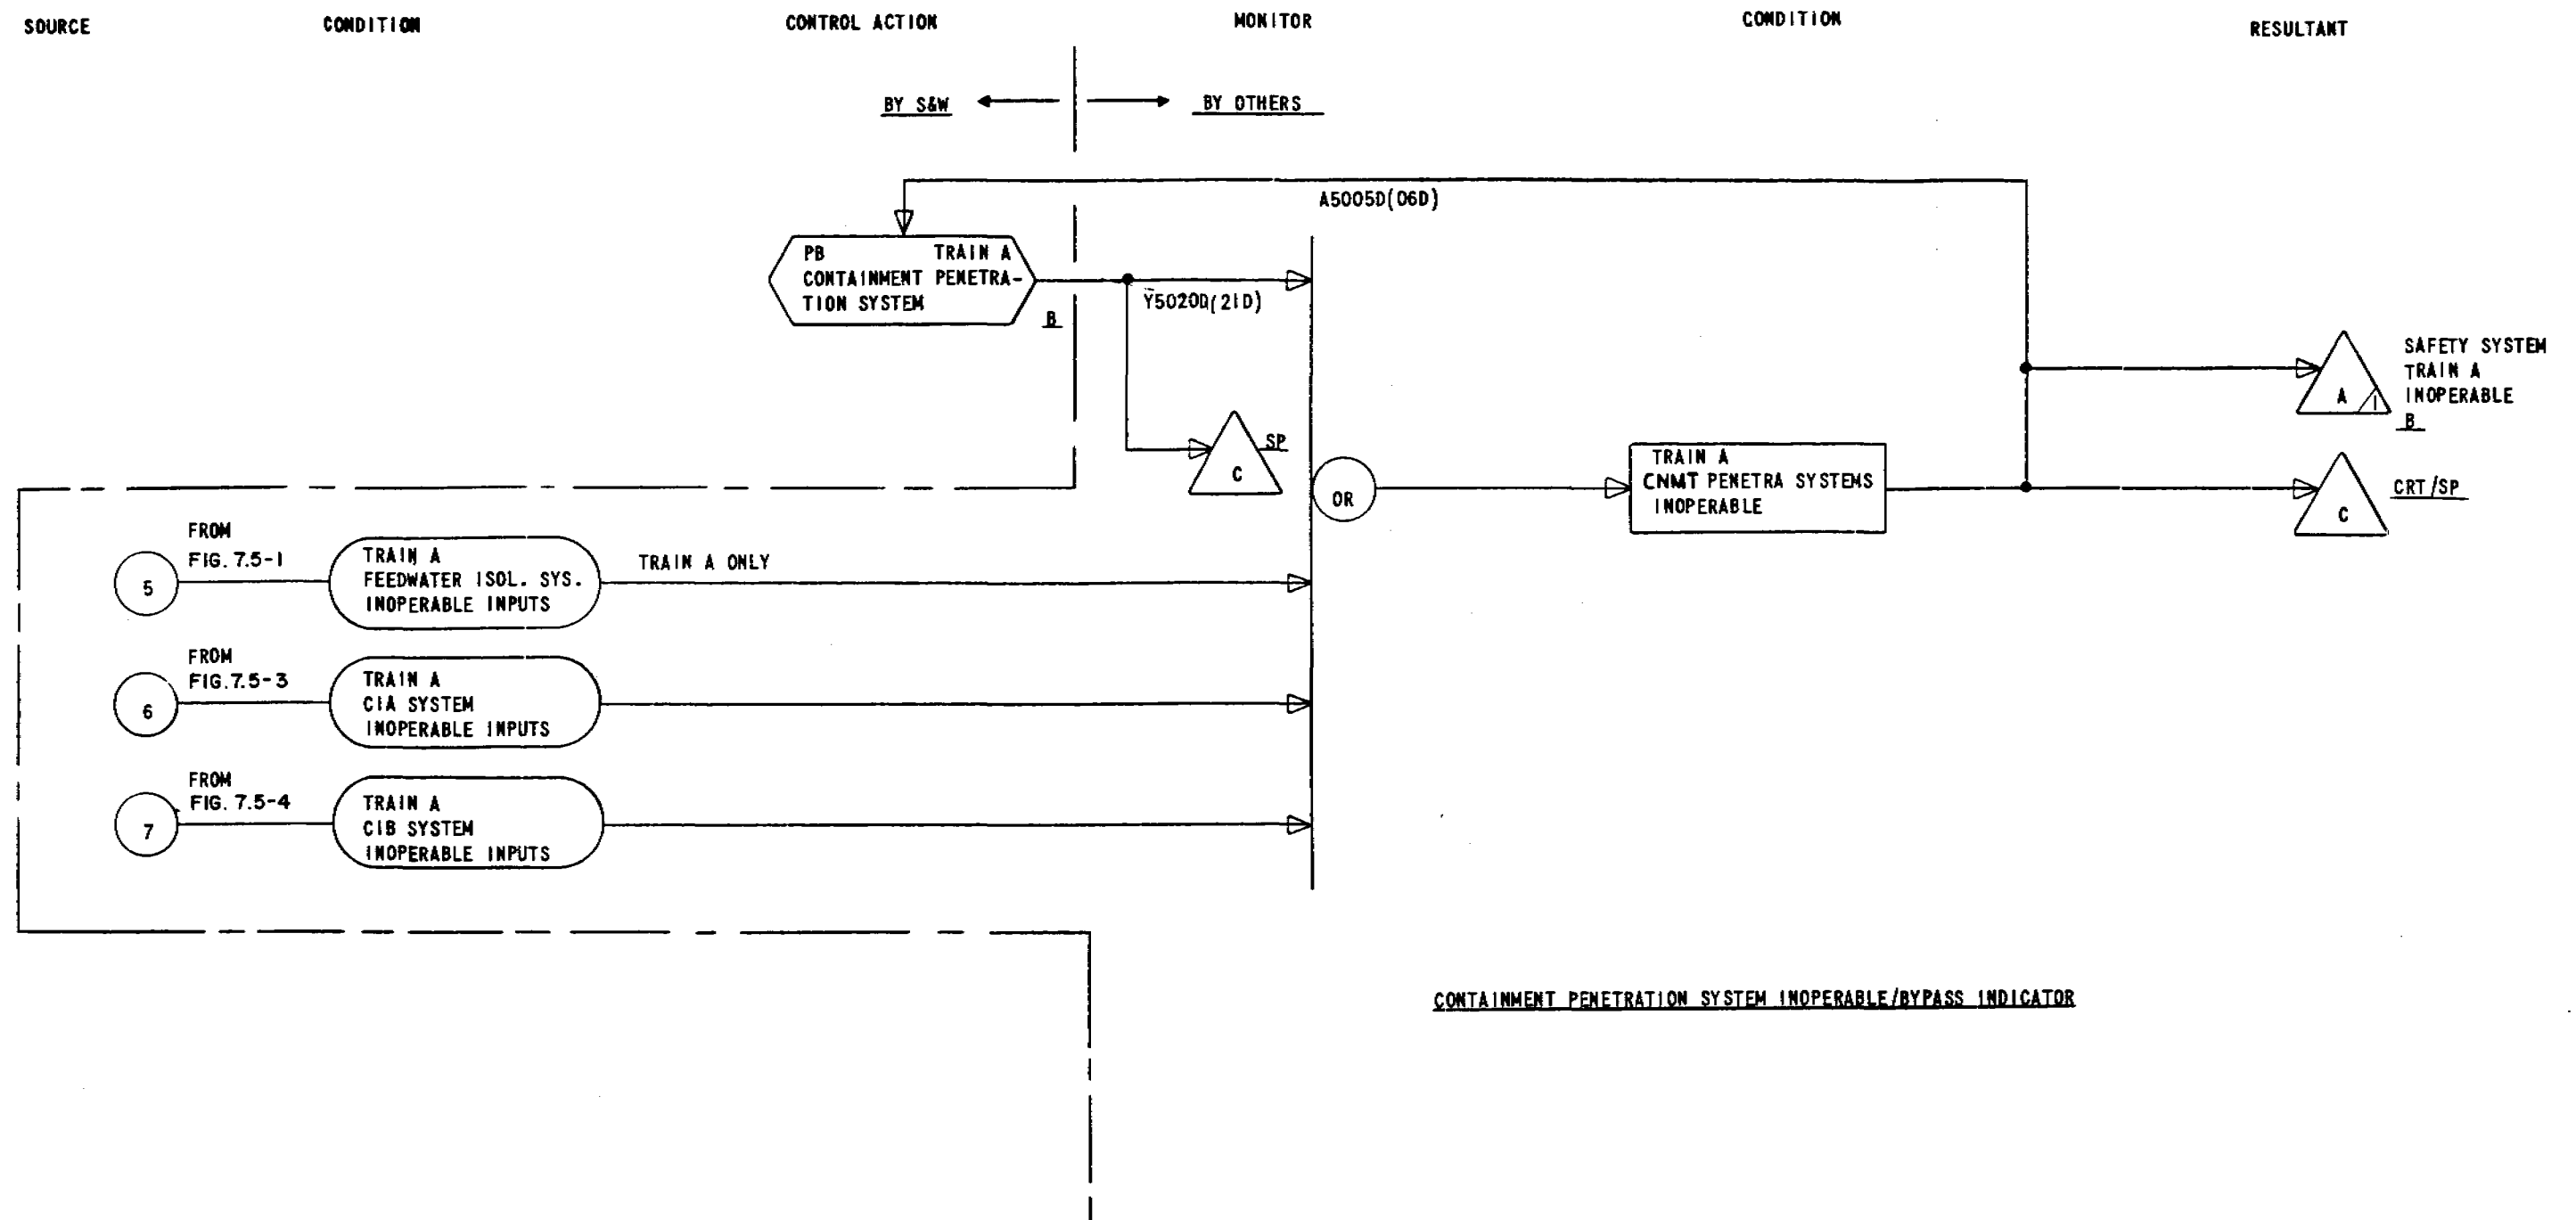 SOURCE
CONDITION
CONTROL ACTION
MONITOR
CONDITION
RESULTANT
BY S&W
BY OTHERS
A5005D(06D)
PB TRAIN A
CONTAINMENT PENETRA-
TION SYSTEM
B
Y5020D(21D)
SP
C
OR
TRAIN A
CNMT PENETRA SYSTEMS
INOPERABLE
A
1
SAFETY SYSTEM
TRAIN A
INOPERABLE
B
C
CRT/SP
5
FROM
FIG. 7.5-1
TRAIN A
FEEDWATER ISOL. SYS.
INOPERABLE INPUTS
TRAIN A ONLY
6
FROM
FIG.7.5-3
TRAIN A
CIA SYSTEM
INOPERABLE INPUTS
7
FROM
FIG. 7.5-4
TRAIN A
CIB SYSTEM
INOPERABLE INPUTS
CONTAINMENT PENETRATION SYSTEM INOPERABLE/BYPASS INDICATOR